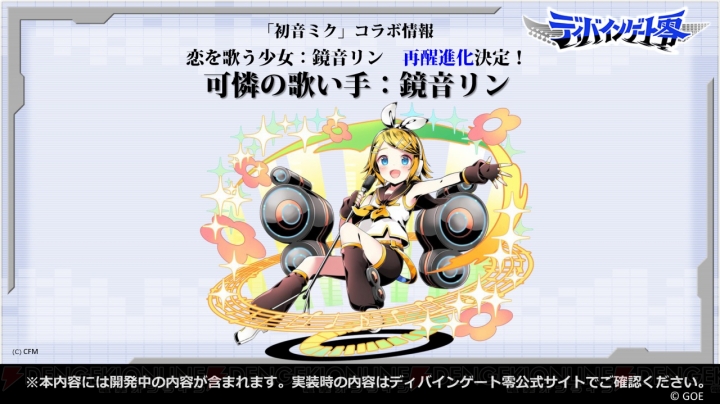 「初音ミク」コラボ情報
ディバインゲート零
恋を歌う少女：鏡音リン　再醒進化決定！
可憐の歌い手：鏡音リン
(C) CFM
※本内容には開発中の内容が含まれます。実装時の内容はディバインゲート零公式サイトでご確認ください。
© GOE